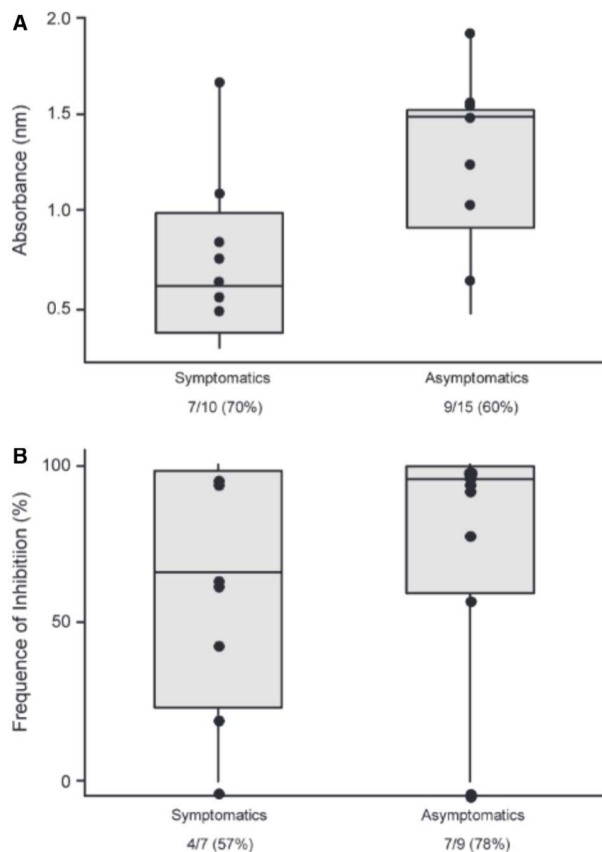 A
2.0
1.5
1.0
0.5
Absorbance (nm)
Symptomatics
Asymptomatics
7/10 (70%)
9/15 (60%)
B
100
50
0
Frequence of Inhibitiion (%)
Symptomatics
Asymptomatics
4/7 (57%)
7/9 (78%)